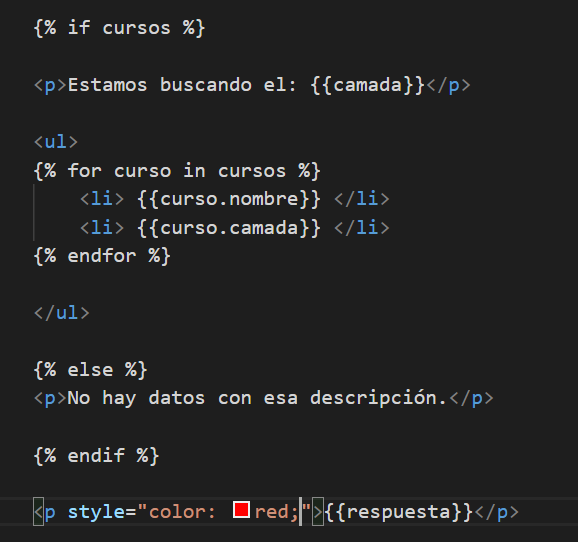 {% if cursos %}
<p>Estamos buscando el: {{camada}}</p>
<ul>
{% for curso in cursos %}
<li> {{curso.nombre}} </li>
<li> {{curso.camada}} </li>
{% endfor %}
</ul>
{% else %}
<p>No hay datos con esa descripción.</p>
{% endif %}
<p style="color: red;">{{respuesta}}</p>